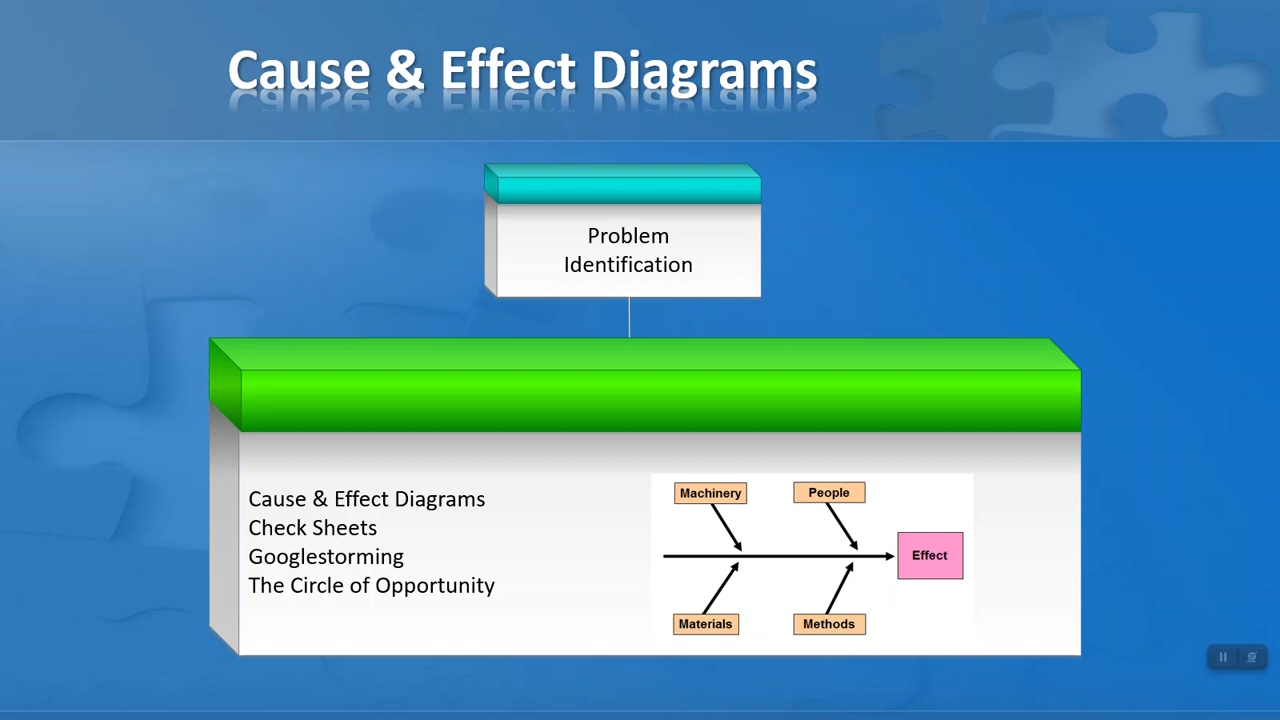 Cause & Effect Diagrams
Problem
Identification
Cause & Effect Diagrams
Check Sheets
Googlestorming
The Circle of Opportunity
Machinery
People
Effect
Materials
Methods